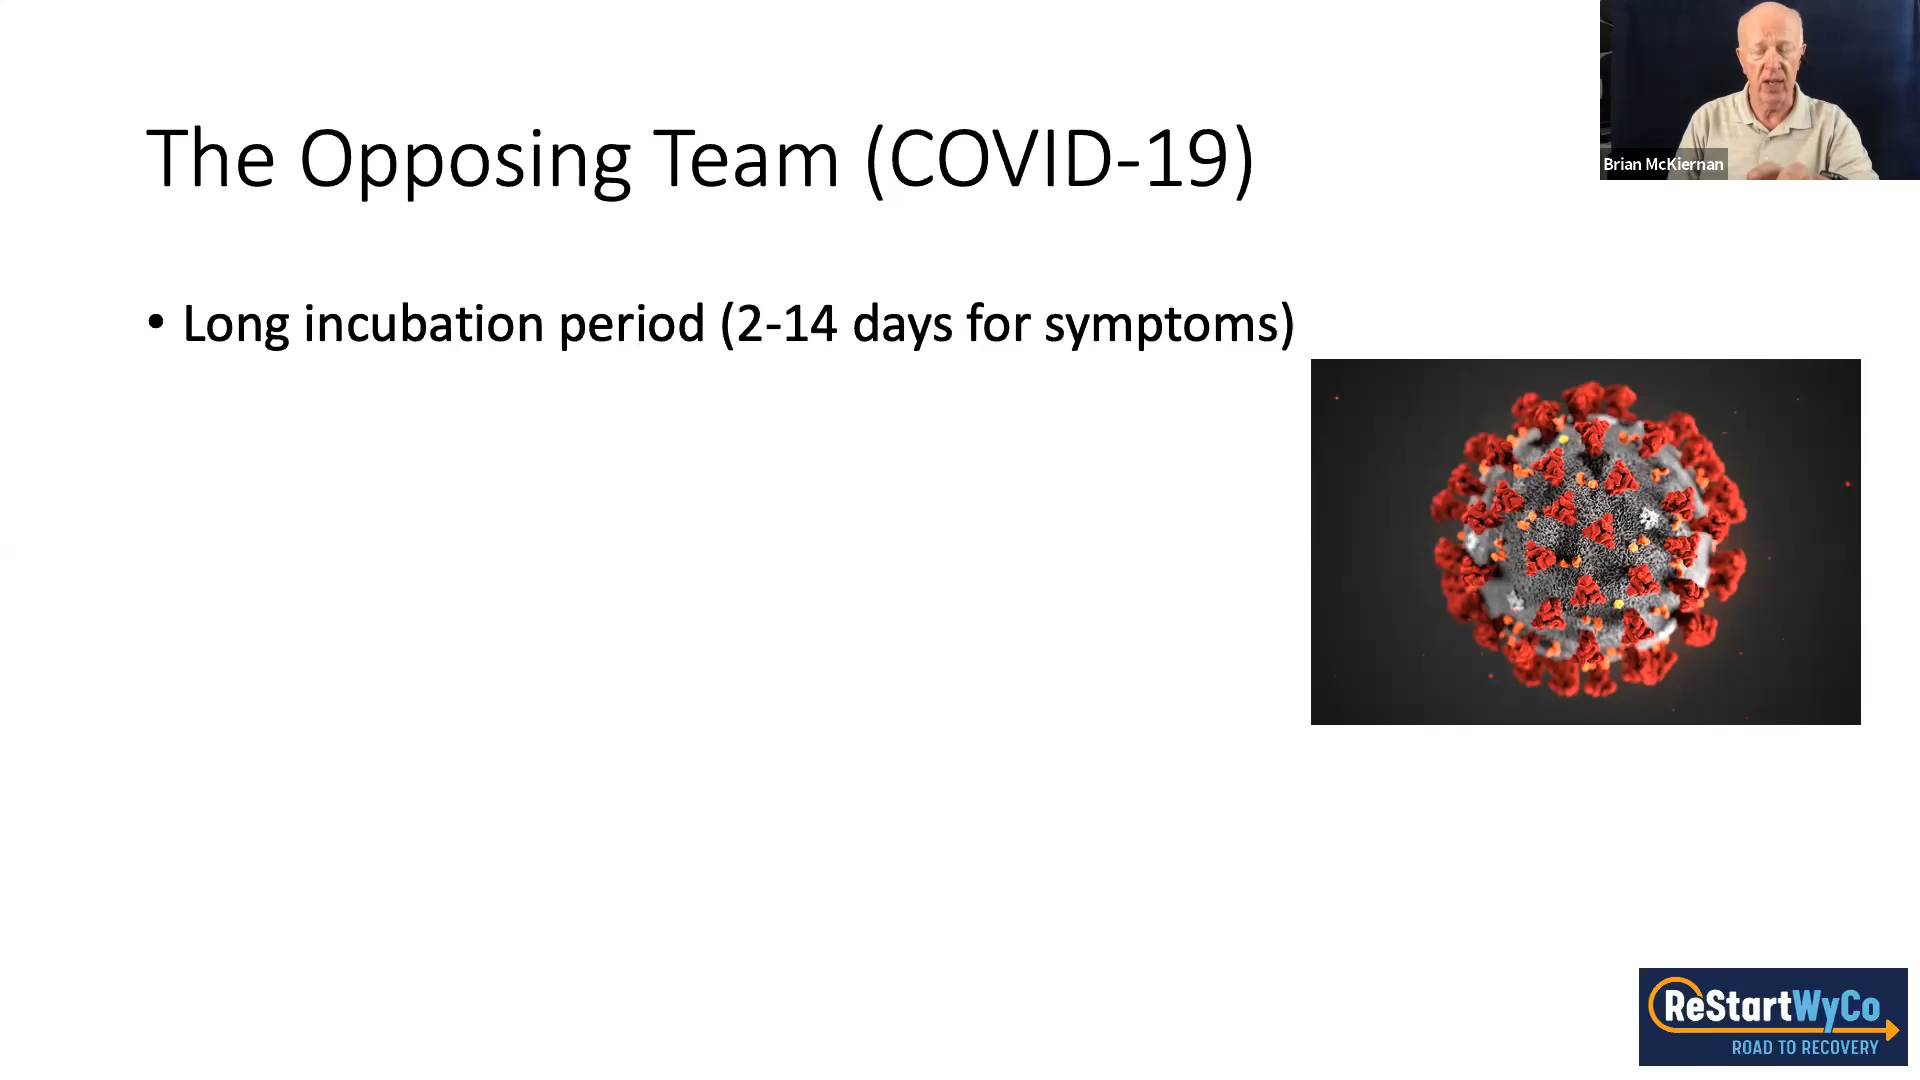 The Opposing Team (COVID-19)
Brian McKiernan
• Long incubation period (2-14 days for symptoms)
ReStartWyCo
ROAD TO RECOVERY